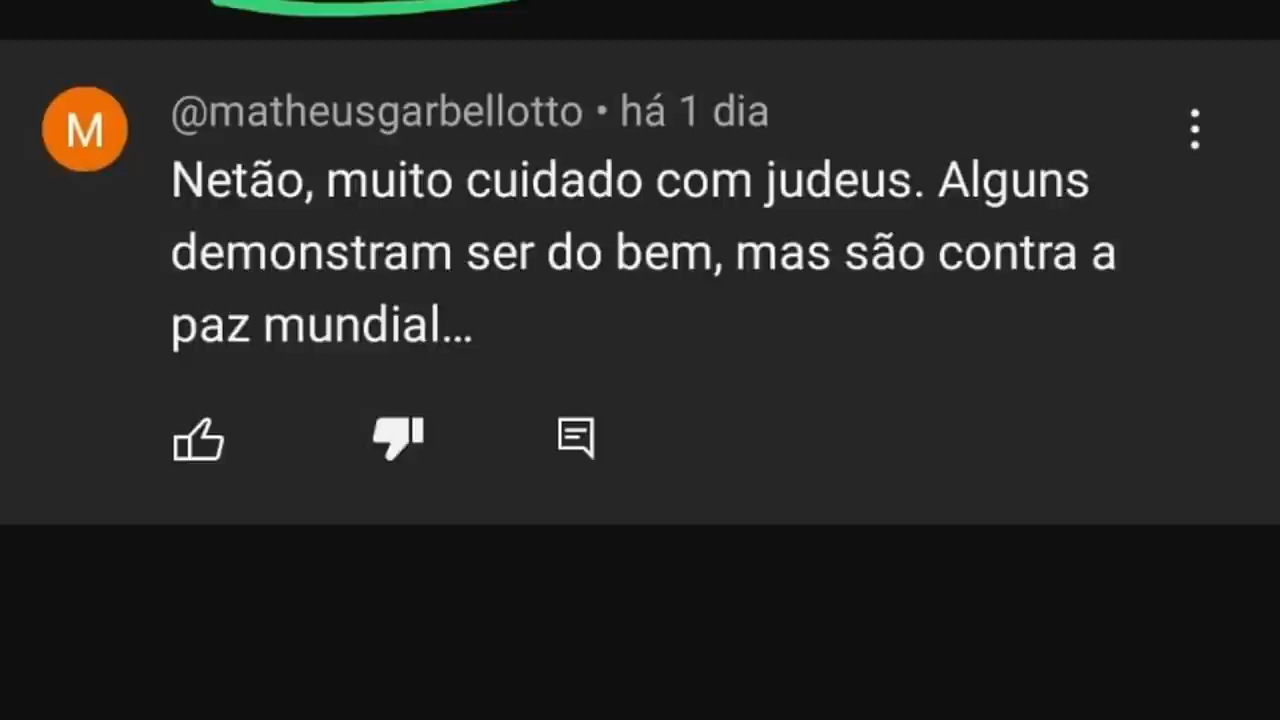 M
@matheusgarbellotto • há 1 dia
Netão, muito cuidado com judeus. Alguns
demonstram ser do bem, mas são contra a
paz mundial...